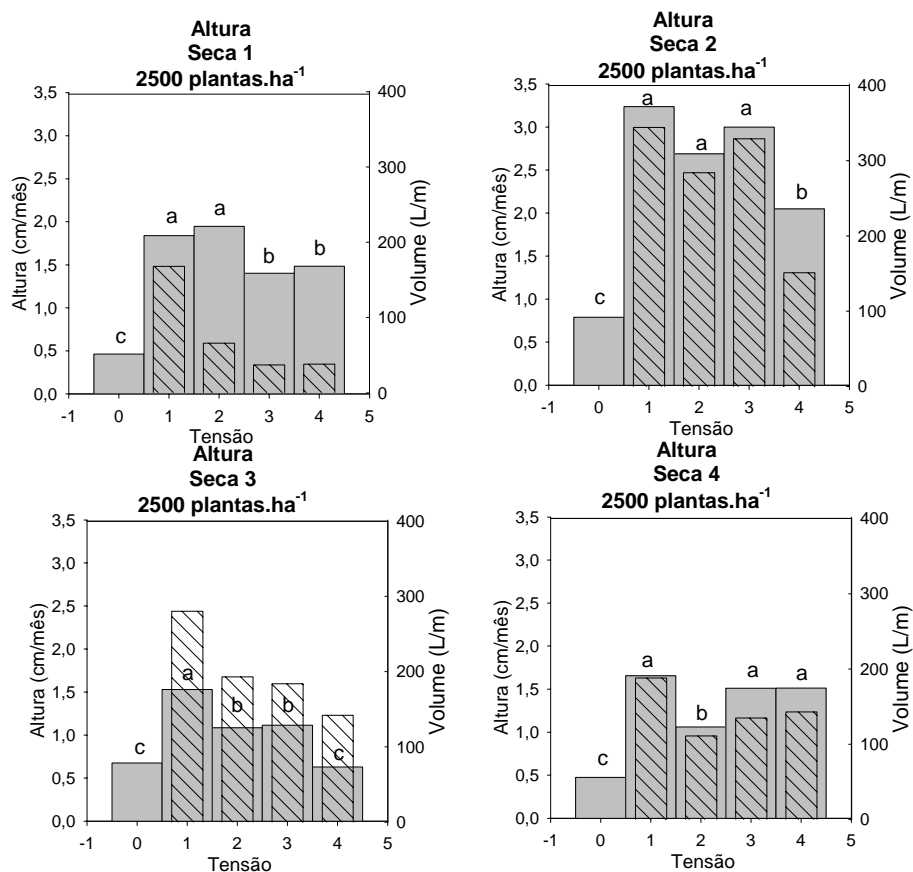 Altura
Seca 1
2500 plantas.ha⁻¹
3,5
3,0
2,5
2,0
1,5
1,0
0,5
0,0
Altura (cm/mês)
400
300
200
100
0
Volume (L/m)
c
a
a
b
b
-1 0 1 2 3 4 5
Tensão
Altura
Seca 2
2500 plantas.ha⁻¹
3,5
3,0
2,5
2,0
1,5
1,0
0,5
0,0
Altura (cm/mês)
400
300
200
100
0
Volume (L/m)
c
a
a
a
b
-1 0 1 2 3 4 5
Tensão
Altura
Seca 3
2500 plantas.ha⁻¹
3,5
3,0
2,5
2,0
1,5
1,0
0,5
0,0
Altura (cm/mês)
400
300
200
100
0
Volume (L/m)
c
a
b
b
c
-1 0 1 2 3 4 5
Tensão
Altura
Seca 4
2500 plantas.ha⁻¹
3,5
3,0
2,5
2,0
1,5
1,0
0,5
0,0
Altura (cm/mês)
400
300
200
100
0
Volume (L/m)
c
a
b
a
a
-1 0 1 2 3 4 5
Tensão